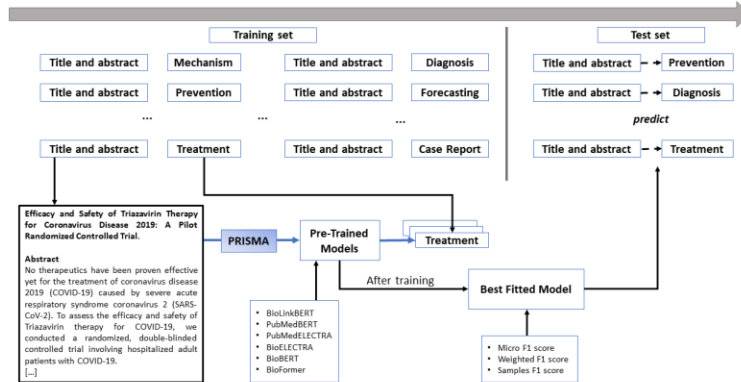 Training set
Test set
Title and abstract Mechanism Title and abstract Diagnosis
Title and abstract Prevention
Title and abstract Prevention Title and abstract Forecasting
Title and abstract Diagnosis
... ... ...
predict
Title and abstract Treatment Title and abstract Case Report
Title and abstract Treatment
Efficacy and Safety of Triazavirin Therapy
for Coronavirus Disease 2019: A Pilot
Randomized Controlled Trial.
Abstract
No therapeutics have been proven effective
yet for the treatment of coronavirus disease
2019 (COVID-19) caused by severe acute
respiratory syndrome coronavirus 2 (SARS-
CoV-2). To assess the efficacy and safety of
Triazavirin therapy for COVID-19, we
conducted a randomized, double-blinded
controlled trial involving hospitalized adult
patients with COVID-19.
[...]
PRISMA
Pre-Trained
Models
Treatment
After training
Best Fitted Model
• BioLinkBERT
• PubMedBERT
• PubMedELECTRA
• BioELECTRA
• BioBERT
• BioFormer
• Micro F1 score
• Weighted F1 score
• Samples F1 score